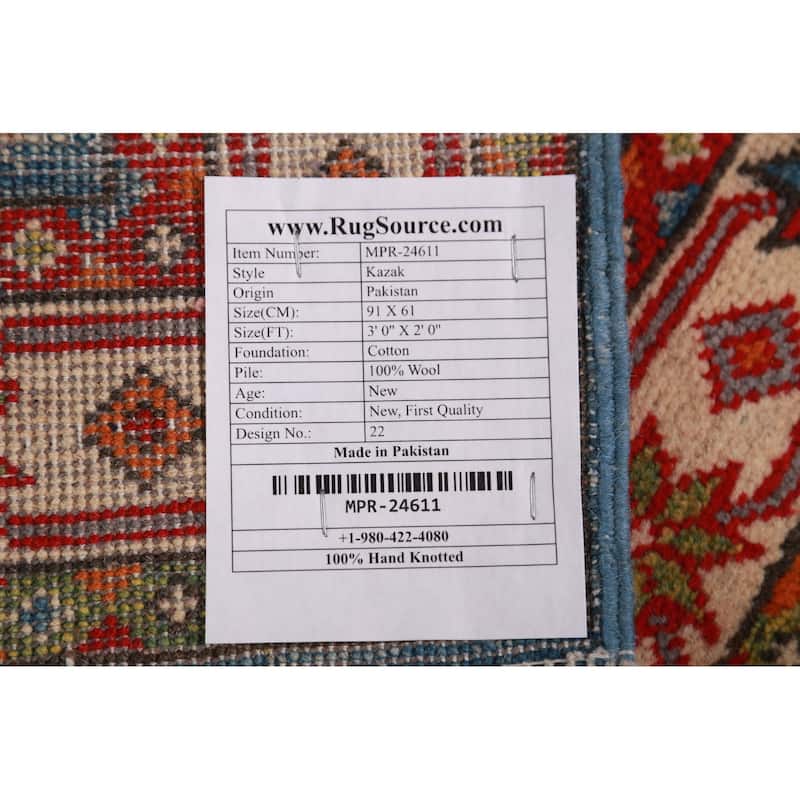 www.RugSource.com
Item Number: MPR-24611
Style Kazak
Origin Pakistan
Size(CM): 91 X 61
Size(FT): 3' 0" X 2' 0"
Foundation: Cotton
Pile: 100% Wool
Age: New
Condition: New, First Quality
Design No.: 22
Made in Pakistan
MPR-24611
+1-980-422-4080
100% Hand Knotted